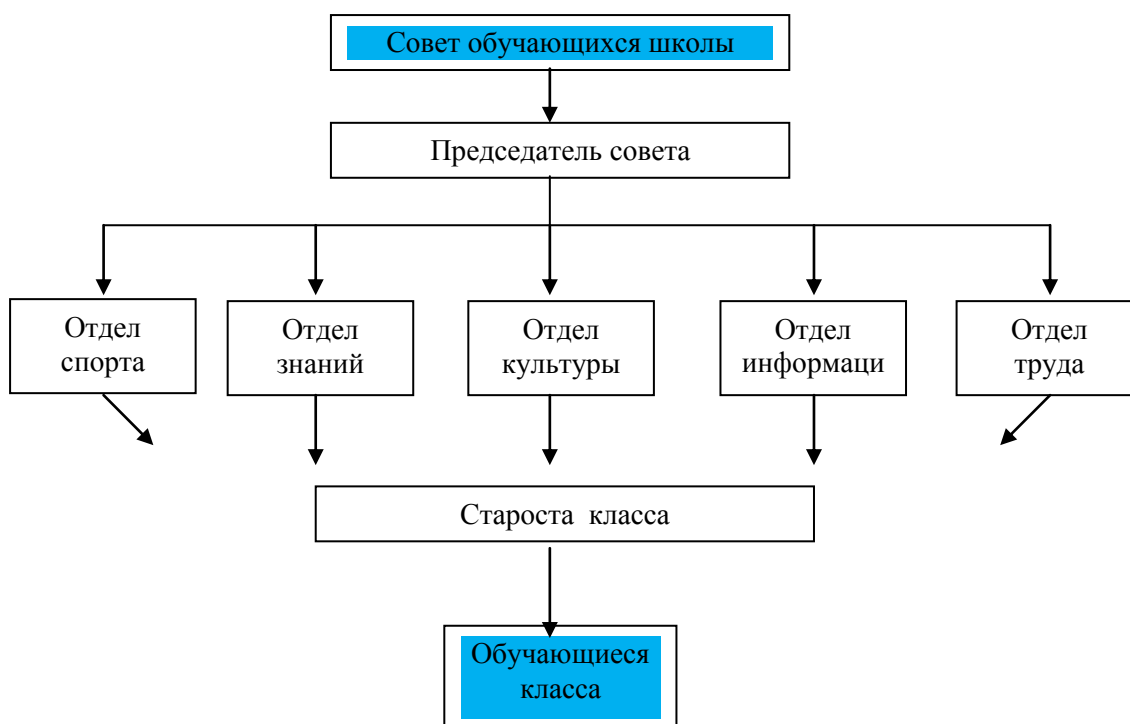 Совет обучающихся школы
Председатель совета
Отдел
спорта
Отдел
знаний
Отдел
культуры
Отдел
информаци
Отдел
труда
Староста класса
Обучающиеся
класса